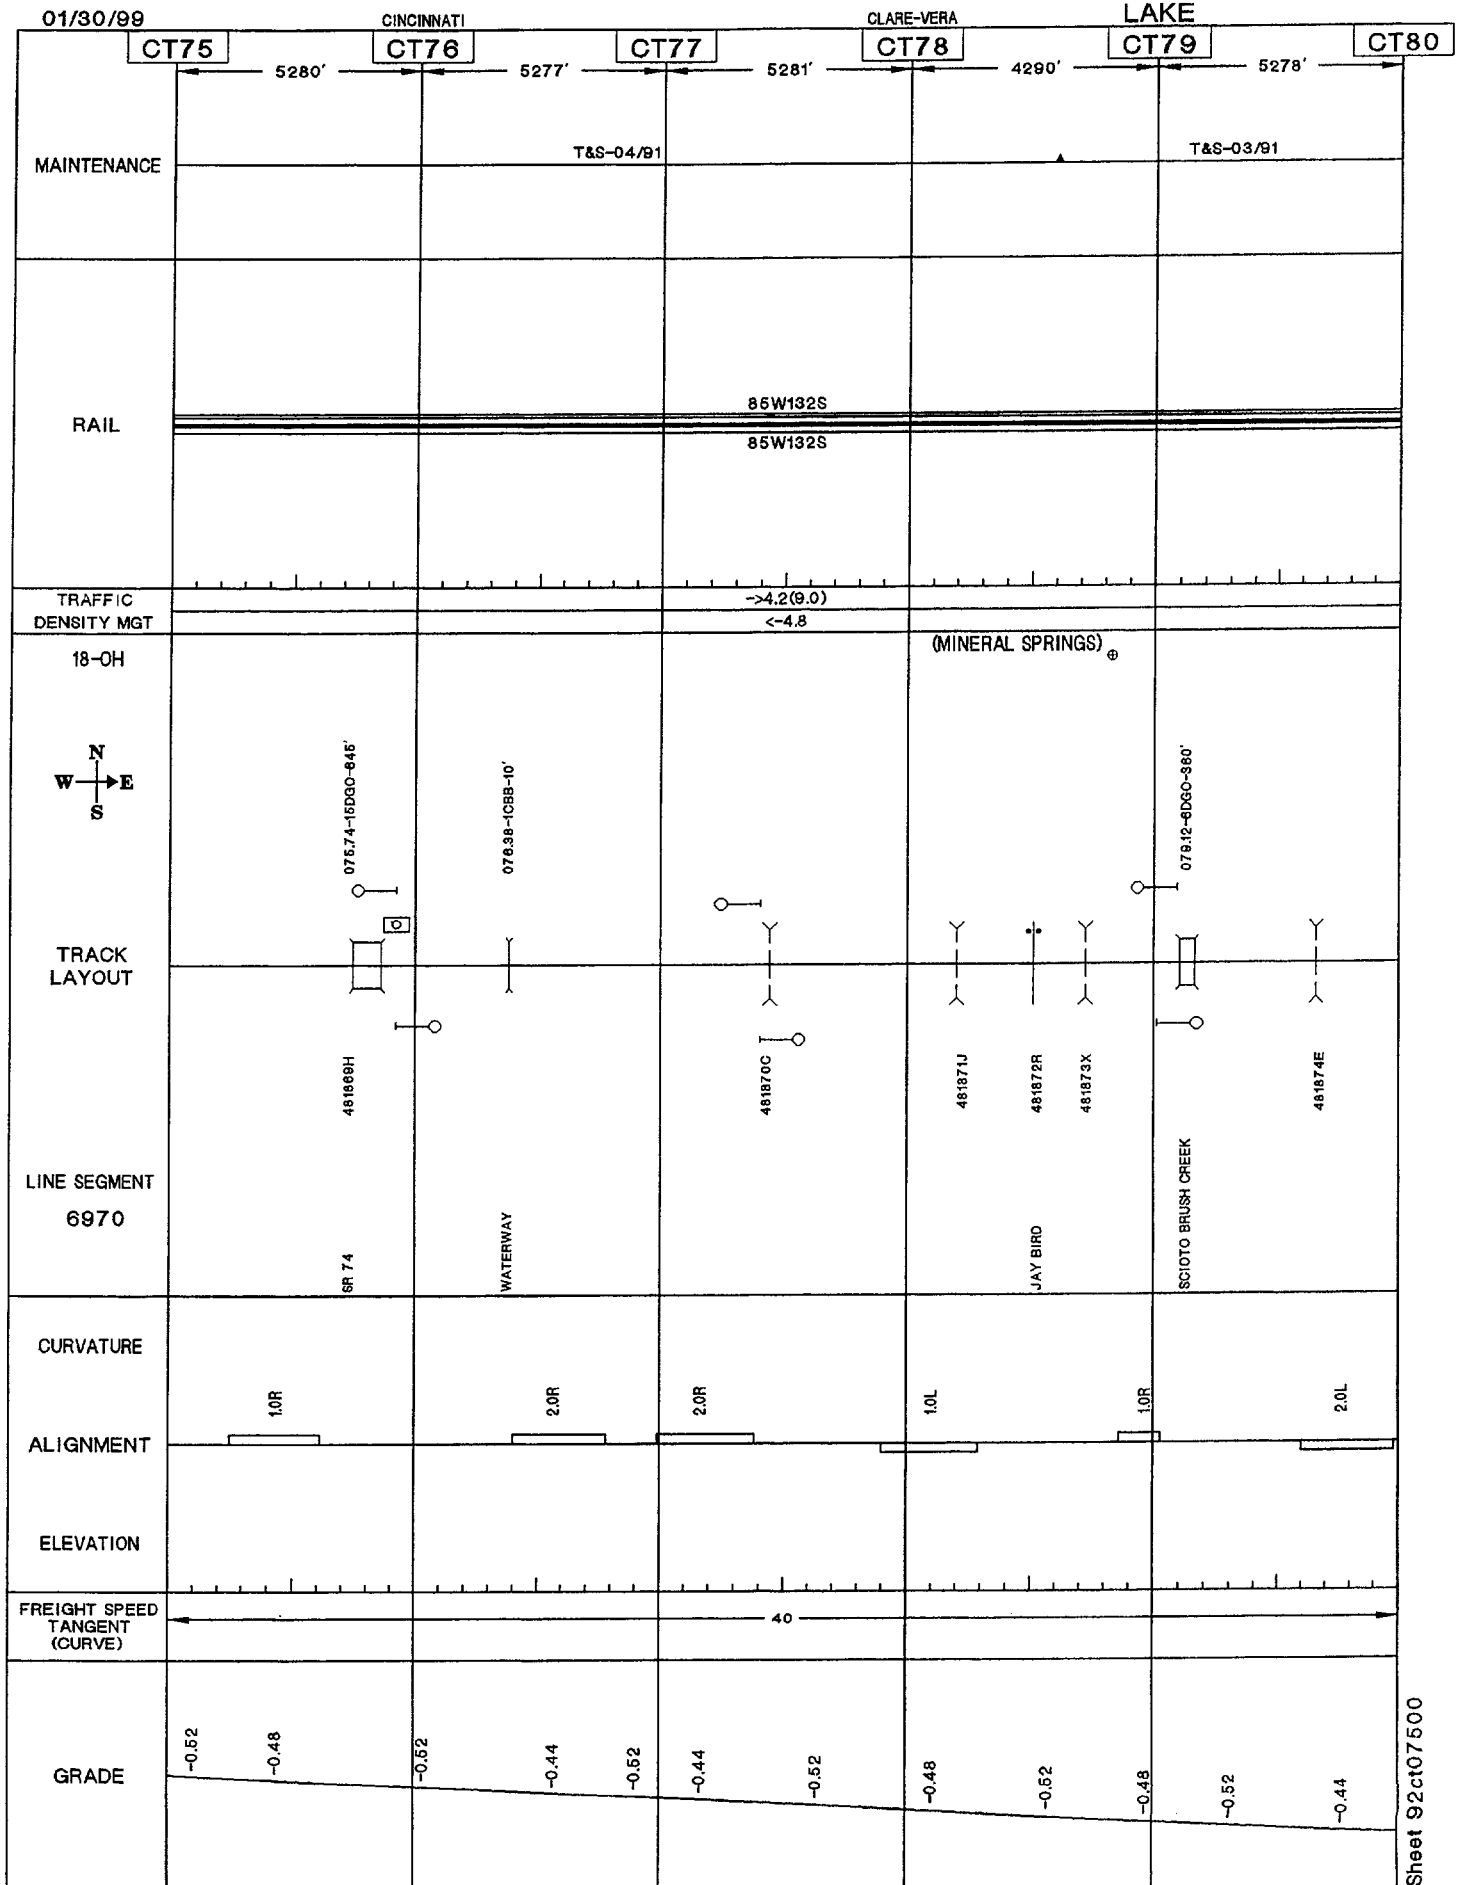 01/30/99
CINCINNATI
CLARE-VERA
LAKE
CT75
CT76
CT77
CT78
CT79
CT80
5280'
5277'
5281'
4290'
5278'
MAINTENANCE
T&S-04/91
T&S-03/91
RAIL
85W132S
85W132S
TRAFFIC
DENSITY MGT
->4.2(9.0)
<-4.8
18-OH
(MINERAL SPRINGS)
N
W
E
S
075.74-15DGO-645'
076.38-1CBB-10'
079.12-6DGO-360'
TRACK
LAYOUT
481869H
481870C
481871J
481872R
481873X
481874E
LINE SEGMENT
6970
SR 74
WATERWAY
JAY BIRD
SCIOTO BRUSH CREEK
CURVATURE
1.0R
2.0R
2.0R
1.0L
1.0R
2.0L
ALIGNMENT
ELEVATION
FREIGHT SPEED
TANGENT
(CURVE)
40
GRADE
-0.52
-0.48
-0.52
-0.44
-0.52
-0.44
-0.52
-0.48
-0.52
-0.48
-0.52
-0.44
Sheet 92ct07500